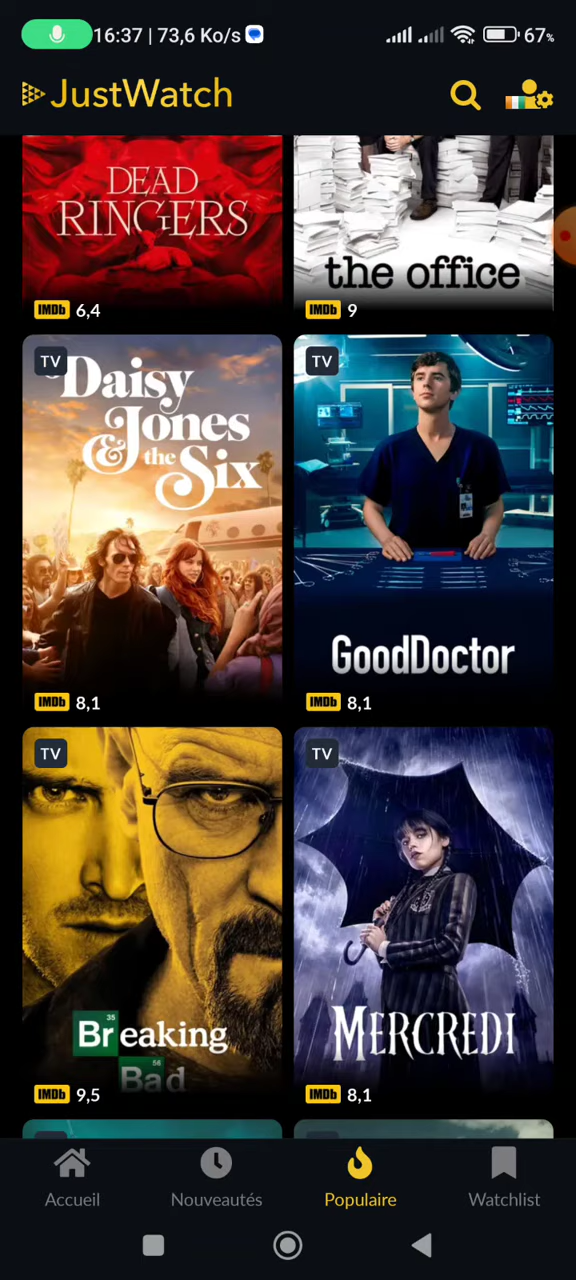 16:37 | 73,6 Ko/s
67%
JustWatch
DEAD
RINGERS
the office
IMDb 6,4
IMDb 9
TV
TV
Daisy
Jones
& the
Six
GoodDoctor
IMDb 8,1
IMDb 8,1
TV
TV
35
Breaking
56
Bad
MERCREDI
IMDb 9,5
IMDb 8,1
Accueil
Nouveautés
Populaire
Watchlist